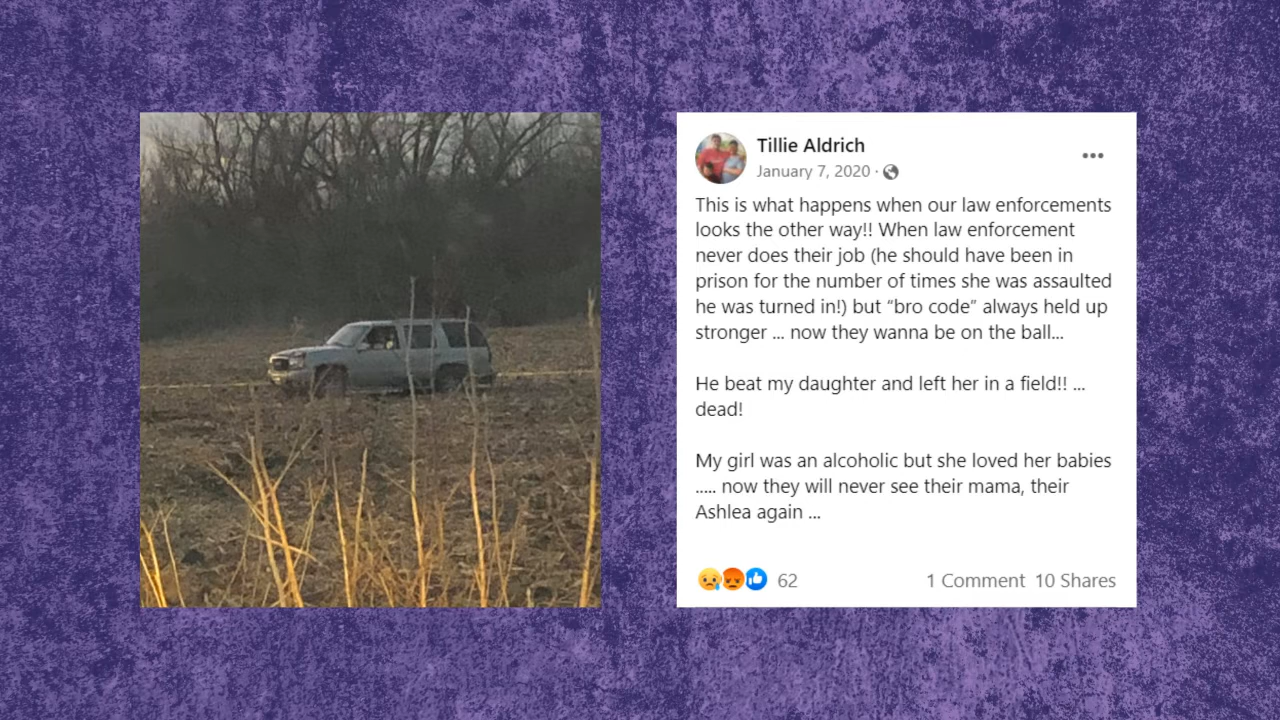 Tillie Aldrich
January 7, 2020 ·
This is what happens when our law enforcements
looks the other way!! When law enforcement
never does their job (he should have been in
prison for the number of times she was assaulted
he was turned in!) but “bro code” always held up
stronger ... now they wanna be on the ball...
He beat my daughter and left her in a field!! ...
dead!
My girl was an alcoholic but she loved her babies
..... now they will never see their mama, their
Ashlea again ...
62
1 Comment 10 Shares